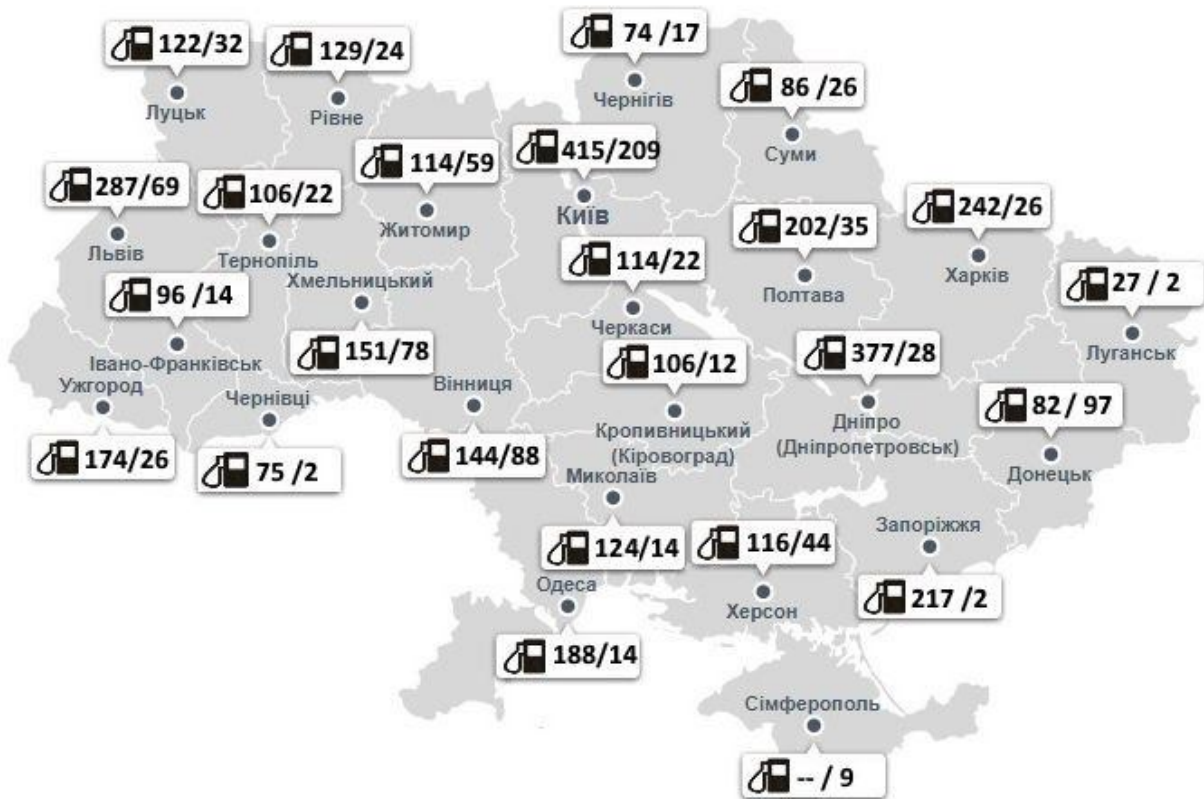 122/32
Луцьк
129/24
Рівне
74 /17
Чернігів
86 /26
Суми
114/59
Житомир
415/209
Київ
287/69
Львів
106/22
Тернопіль
202/35
Полтава
242/26
Харків
96 /14
Івано-Франківськ
Хмельницький
151/78
114/22
Черкаси
27 / 2
Луганськ
Ужгород
174/26
Чернівці
75 /2
Вінниця
144/88
106/12
Кропивницький
(Кіровоград)
377/28
Дніпро
(Дніпропетровськ)
82 / 97
Донецьк
Миколаїв
124/14
116/44
Херсон
Запоріжжя
217 /2
Одеса
188/14
Сімферополь
-- / 9